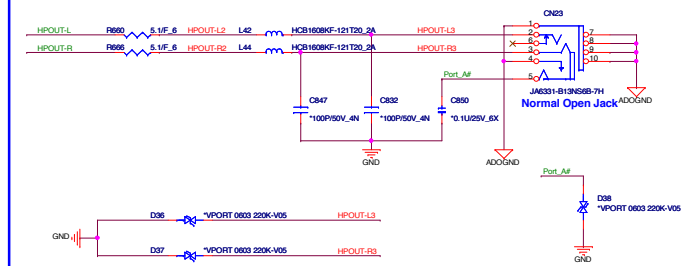 CN23
HPOUT-L R660 5.1/F_6 HPOUT-L2 L42 HCB1608KF-121T20_2A HPOUT-L3 1
2 7
6 8
HPOUT-R R666 5.1/F_6 HPOUT-R2 L44 HCB1608KF-121T20_2A HPOUT-R3 3 9
4 10
Port_A# 5
JA6331-B13NS6B-7H
Normal Open Jack ADOGND
C847 C832 C850
*100P/50V_4N *100P/50V_4N *0.1U/25V_6X
GND ADOGND
Port_A#
D38
*VPORT 0603 220K-V05
D36 *VPORT 0603 220K-V05 HPOUT-L3
GND
D37 *VPORT 0603 220K-V05 HPOUT-R3
GND